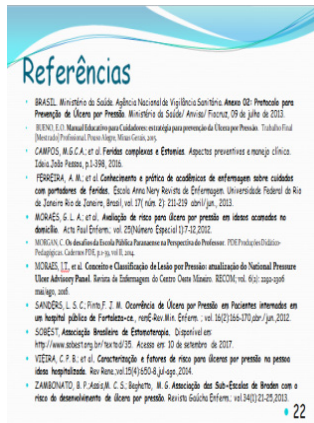 Referências
• BRASIL. Ministério da Saúde. Agência Nacional de Vigilância Sanitária. Anexo 02: Protocolo para
Prevenção de Úlcera por Pressão. Ministério da Saúde/ Anvisa/ Fiocruz, 09 de julho de 2013.
• BUENO, E.O. Manual Educativo para Cuidadores: estratégia para prevenção da Úlcera por Pressão. Trabalho Final
[Mestrado] Profissional. Pouso Alegre, Minas Gerais, 2015.
• CAMPOS, M.G.C.A.; et al. Feridas complexas e Estomias. Aspectos preventivos e manejo clínico.
Ideia João Pessoa, p.1-398, 2016.
• FERREIRA, A. M.; et al. Conhecimento e prática de acadêmicos de enfermagem sobre cuidados
com portadores de feridas. Escola Anna Nery Revista de Enfermagem. Universidade Federal do Rio
de Janeiro Rio de Janeiro, Brasil, vol. 17( núm. 2): 211-219 abril/jun., 2013.
• MORAES, G. L. A.; et al. Avaliação de risco para úlcera por pressão em idosos acamados no
domicílio. Acta Paul Enferm.; vol. 25(Número Especial 1):7-12, 2012.
• MORGAN, C. Os desafios da Escola Pública Paranaense na Perspectiva do Professor. PDE Produções Didático-
Pedagógicas. Cadernos PDE, p.1-39, vol II, 2014.
• MORAES, J.T., et al. Conceito e Classificação de Lesão por Pressão: atualização do National Pressure
Ulcer Advisory Panel. Revista de Enfermagem do Centro Oeste Mineiro. RECOM; vol. 6(2): 2292-2306
mai/ago, 2016.
• SANDERS, L. S. C.; Pinto, F. J. M. Ocorrência de Úlcera por Pressão em Pacientes internados em
um hospital público de Fortaleza-ce., remE-Rev.Min. Enferm. ; vol. 16(2):166-170,abr./jun.,2012.
• SOBEST, Associação Brasileira de Estomaterapia, Disponível em:
http://www.sobest.org.br/textod/35. Acesso em: 10 de setembro de 2017.
• VIEIRA, C. P. B.; et al. Caracterização e fatores de risco para úlceras por pressão na pessoa
idosa hospitalizada. Rev Rene,vol.15(4):650-8,jul-ago,2014.
• ZAMBONATO, B. P.;Assis,M. C. S.; Beghetto, M. G. Associação das Sub-Escalas de Braden com o
risco do desenvolvimento de úlcera por pressão. Revista Gaúcha Enferm.; vol.34(1):21-25,2013.
• 22